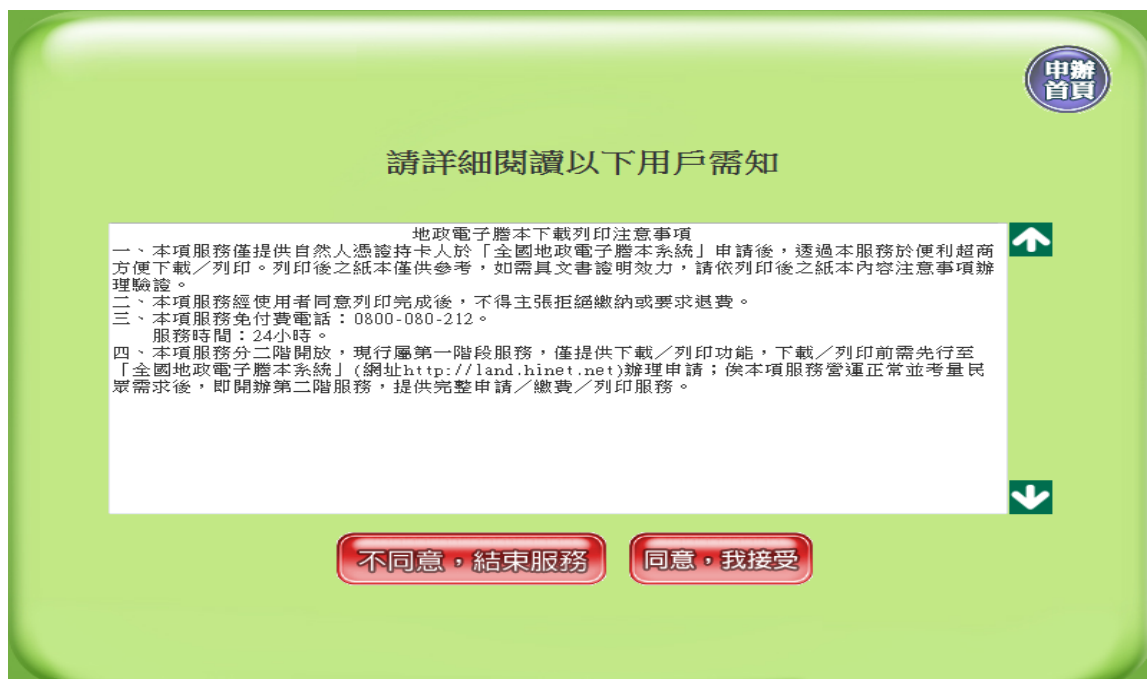 申辦
首頁
請詳細閱讀以下用戶需知
地政電子謄本下載列印注意事項
一、本項服務僅提供自然人憑證持卡人於「全國地政電子謄本系統」申請後，透過本服務於便利超商
方便下載／列印。列印後之紙本僅供參考，如需具文書證明效力，請依列印後之紙本內容注意事項辦
理驗證。
二、本項服務經使用者同意列印完成後，不得主張拒絕繳納或要求退費。
三、本項服務免付費電話：0800-080-212。
服務時間：24小時。
四、本項服務分二階開放，現行屬第一階段服務，僅提供下載／列印功能，下載／列印前需先行至
「全國地政電子謄本系統」(網址http://land.hinet.net)辦理申請；俟本項服務營運正常並考量民
眾需求後，即開辦第二階服務，提供完整申請／繳費／列印服務。
不同意，結束服務
同意，我接受